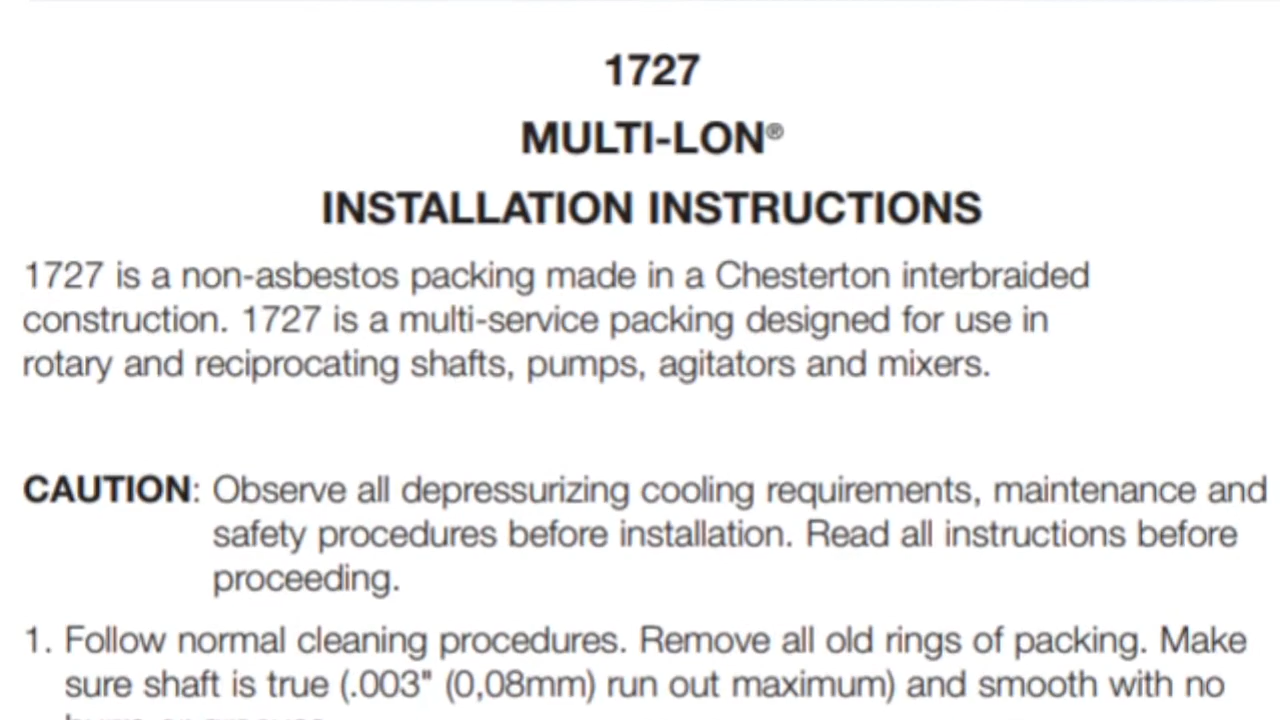 1727
MULTI-LON®
INSTALLATION INSTRUCTIONS
1727 is a non-asbestos packing made in a Chesterton interbraided
construction. 1727 is a multi-service packing designed for use in
rotary and reciprocating shafts, pumps, agitators and mixers.
CAUTION: Observe all depressurizing cooling requirements, maintenance and
safety procedures before installation. Read all instructions before
proceeding.
1. Follow normal cleaning procedures. Remove all old rings of packing. Make
sure shaft is true (.003" (0,08mm) run out maximum) and smooth with no